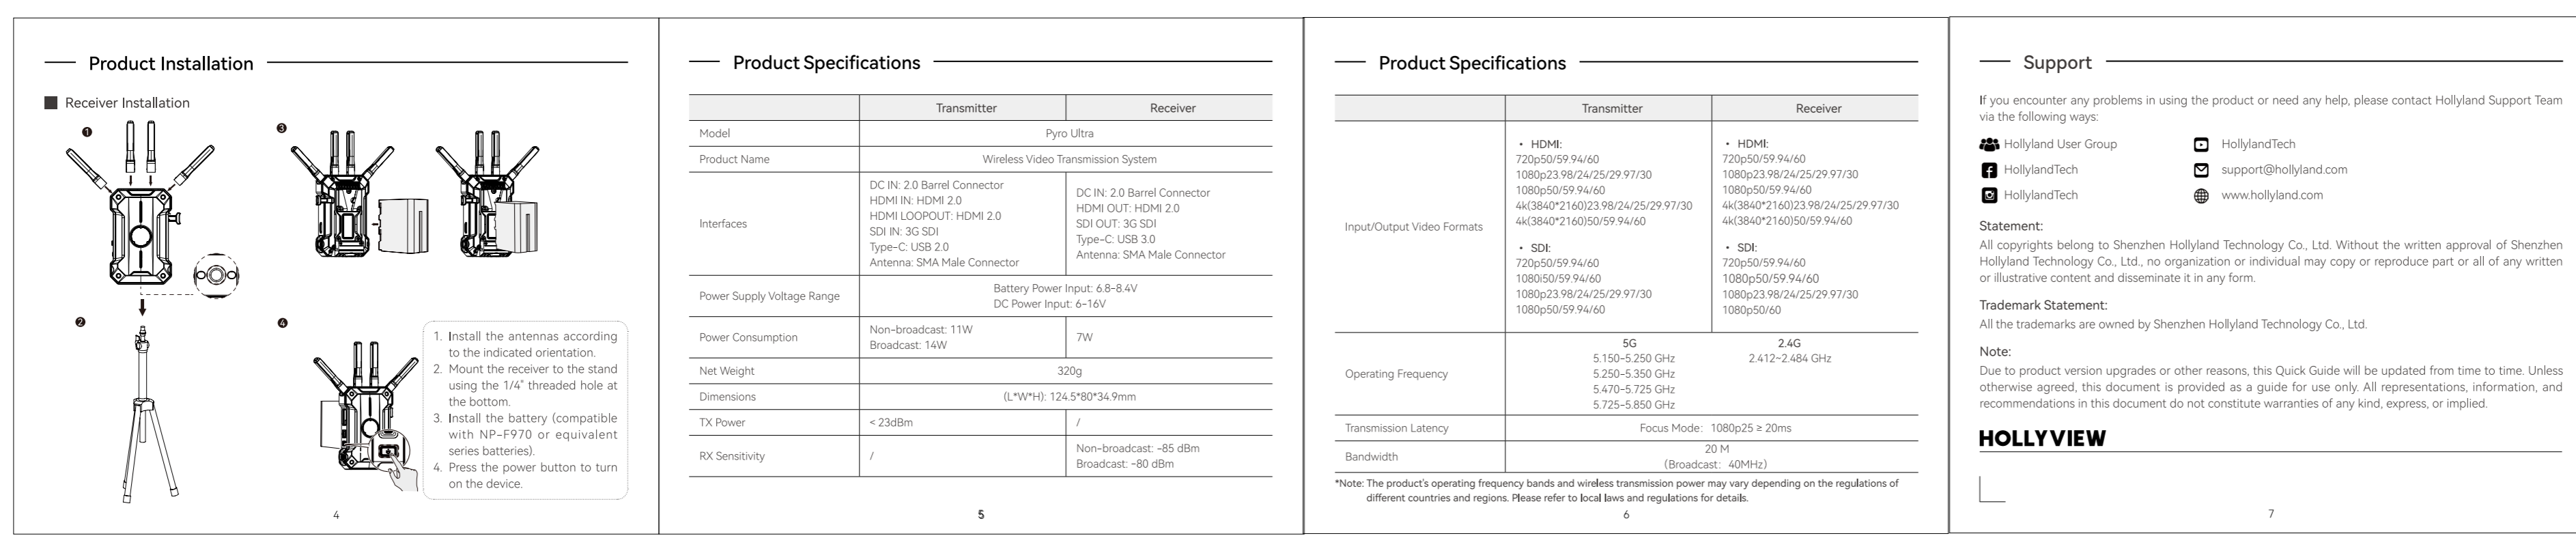 Product Installation
Receiver Installation
1
2
3
4
1. Install the antennas according
to the indicated orientation.
2. Mount the receiver to the stand
using the 1/4" threaded hole at
the bottom.
3. Install the battery (compatible
with NP-F970 or equivalent
series batteries).
4. Press the power button to turn
on the device.
4
Product Specifications
Transmitter Receiver
Model Pyro Ultra
Product Name Wireless Video Transmission System
Interfaces
DC IN: 2.0 Barrel Connector
HDMI IN: HDMI 2.0
HDMI LOOPOUT: HDMI 2.0
SDI IN: 3G SDI
Type-C: USB 2.0
Antenna: SMA Male Connector
DC IN: 2.0 Barrel Connector
HDMI OUT: HDMI 2.0
SDI OUT: 3G SDI
Type-C: USB 3.0
Antenna: SMA Male Connector
Power Supply Voltage Range
Battery Power Input: 6.8-8.4V
DC Power Input: 6-16V
Power Consumption
Non-broadcast: 11W
Broadcast: 14W
7W
Net Weight 320g
Dimensions (L*W*H): 124.5*80*34.9mm
TX Power < 23dBm /
RX Sensitivity /
Non-broadcast: -85 dBm
Broadcast: -80 dBm
5
Product Specifications
Transmitter Receiver
Input/Output Video Formats
• HDMI:
720p50/59.94/60
1080p23.98/24/25/29.97/30
1080p50/59.94/60
4k(3840*2160)23.98/24/25/29.97/30
4k(3840*2160)50/59.94/60
• SDI:
720p50/59.94/60
1080i50/59.94/60
1080p23.98/24/25/29.97/30
1080p50/59.94/60
• HDMI:
720p50/59.94/60
1080p23.98/24/25/29.97/30
1080p50/59.94/60
4k(3840*2160)23.98/24/25/29.97/30
4k(3840*2160)50/59.94/60
• SDI:
720p50/59.94/60
1080p50/59.94/60
1080p23.98/24/25/29.97/30
1080p50/60
Operating Frequency
5G
5.150-5.250 GHz
5.250-5.350 GHz
5.470-5.725 GHz
5.725-5.850 GHz
2.4G
2.412~2.484 GHz
Transmission Latency Focus Mode: 1080p25 ≥ 20ms
Bandwidth
20 M
(Broadcast: 40MHz)
*Note: The product's operating frequency bands and wireless transmission power may vary depending on the regulations of
different countries and regions. Please refer to local laws and regulations for details.
6
Support
If you encounter any problems in using the product or need any help, please contact Hollyland Support Team
via the following ways:
Hollyland User Group
HollylandTech
HollylandTech
HollylandTech
support@hollyland.com
www.hollyland.com
Statement:
All copyrights belong to Shenzhen Hollyland Technology Co., Ltd. Without the written approval of Shenzhen
Hollyland Technology Co., Ltd., no organization or individual may copy or reproduce part or all of any written
or illustrative content and disseminate it in any form.
Trademark Statement:
All the trademarks are owned by Shenzhen Hollyland Technology Co., Ltd.
Note:
Due to product version upgrades or other reasons, this Quick Guide will be updated from time to time. Unless
otherwise agreed, this document is provided as a guide for use only. All representations, information, and
recommendations in this document do not constitute warranties of any kind, express, or implied.
HOLLYVIEW
7